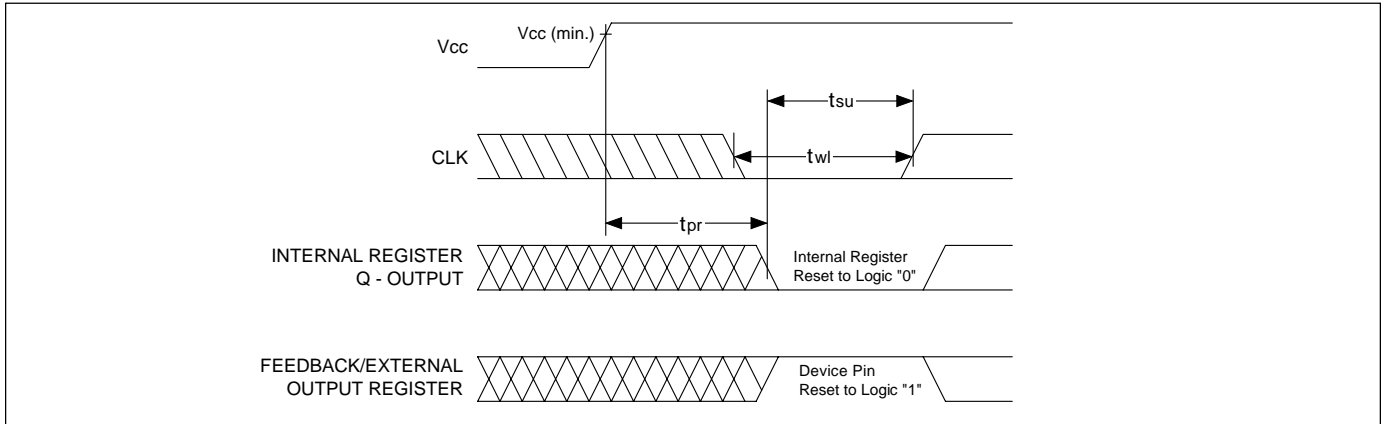 Vcc
Vcc (min.)
tsu
CLK
twl
tpr
INTERNAL REGISTER
Q - OUTPUT
Internal Register
Reset to Logic "0"
FEEDBACK/EXTERNAL
OUTPUT REGISTER
Device Pin
Reset to Logic "1"